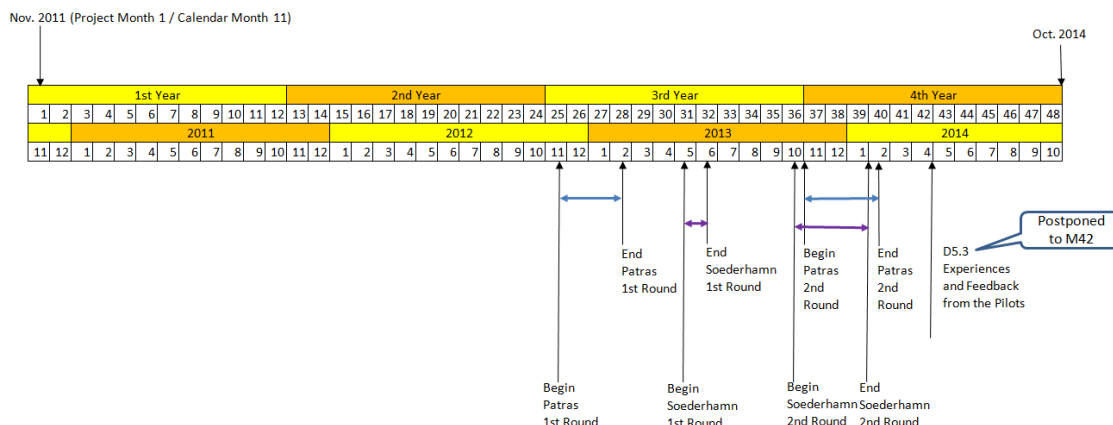 Nov. 2011 (Project Month 1 / Calendar Month 11)
Oct. 2014
1st Year 2nd Year 3rd Year 4th Year
1 2 3 4 5 6 7 8 9 10 11 12 13 14 15 16 17 18 19 20 21 22 23 24 25 26 27 28 29 30 31 32 33 34 35 36 37 38 39 40 41 42 43 44 45 46 47 48
2011 2012 2013 2014
11 12 1 2 3 4 5 6 7 8 9 10 11 12 1 2 3 4 5 6 7 8 9 10 11 12 1 2 3 4 5 6 7 8 9 10 11 12 1 2 3 4 5 6 7 8 9 10
Postponed
to M42
End
Patras
1st Round
End
Soederhamn
1st Round
Begin
Patras
2nd
Round
End
Patras
2nd
Round
D5.3
Experiences
and Feedback
from the Pilots
Begin
Patras
1st Round
Begin
Soederhamn
1st Round
Begin
Soederhamn
2nd Round
End
Soederhamn
2nd Round